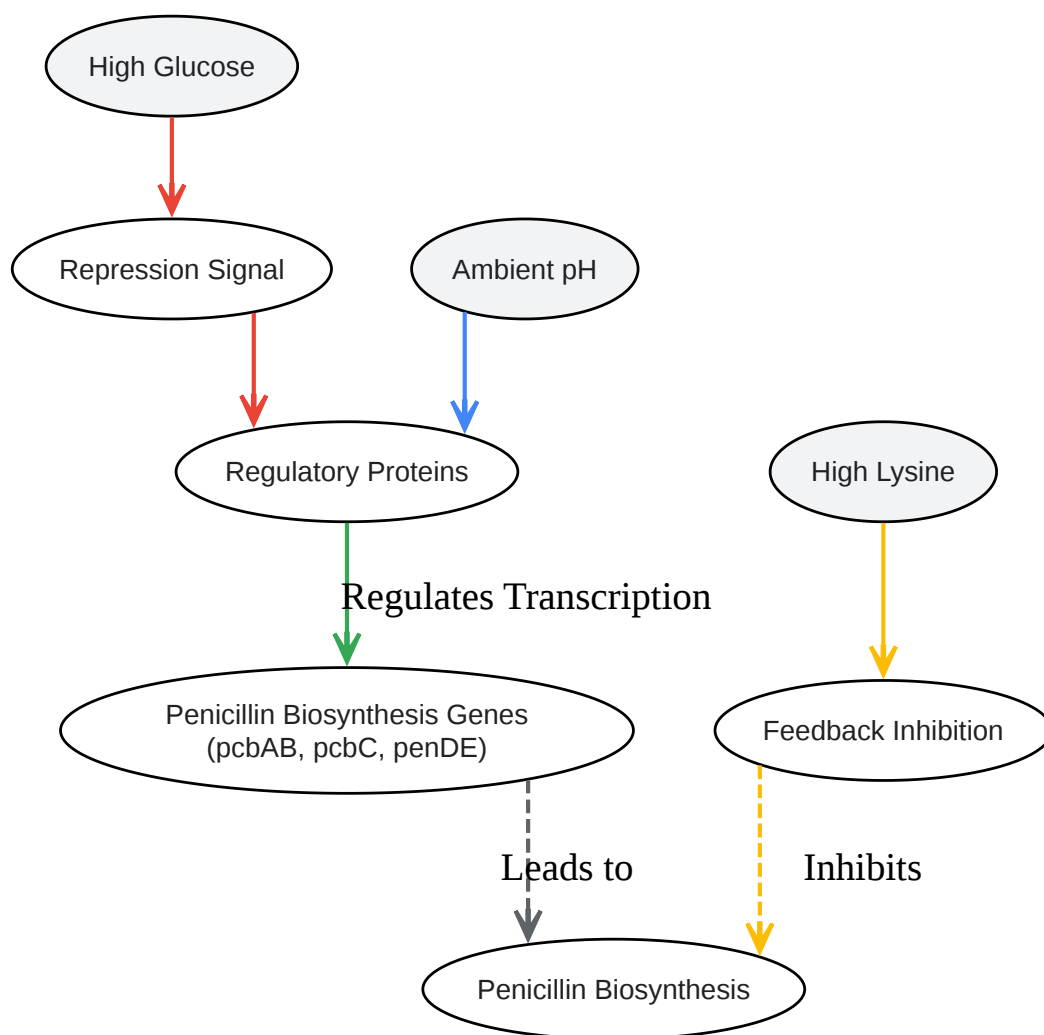 High Glucose
Repression Signal
Ambient pH
Regulatory Proteins
High Lysine
Regulates Transcription
Penicillin Biosynthesis Genes
(pcbAB, pcbC, penDE)
Feedback Inhibition
Leads to
Inhibits
Penicillin Biosynthesis